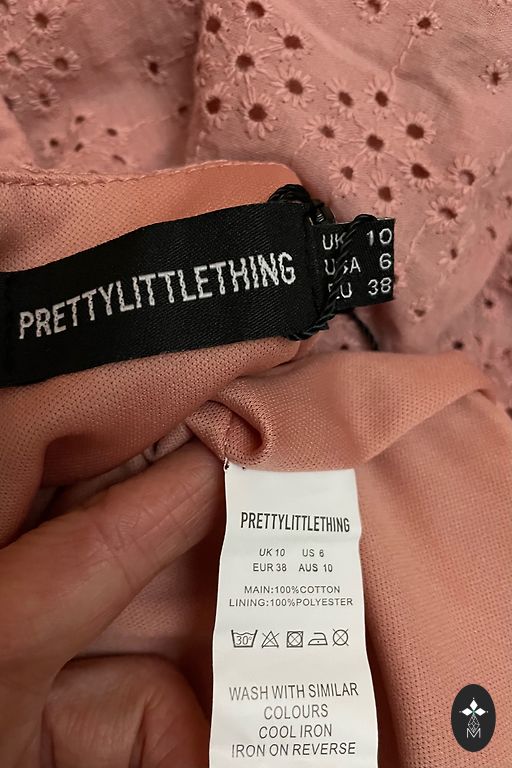 PRETTYLITTLETHING
UK 10
USA 6
EU 38
PRETTYLITTLETHING
UK 10 US 6
EUR 38 AUS 10
MAIN:100%COTTON
LINING:100%POLYESTER
30°
WASH WITH SIMILAR
COLOURS
COOL IRON
IRON ON REVERSE
M